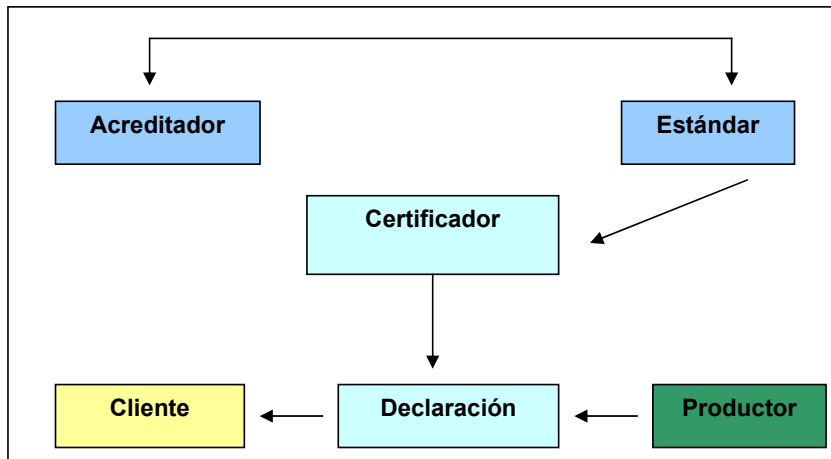 Acreditador
Estándar
Certificador
Cliente
Declaración
Productor